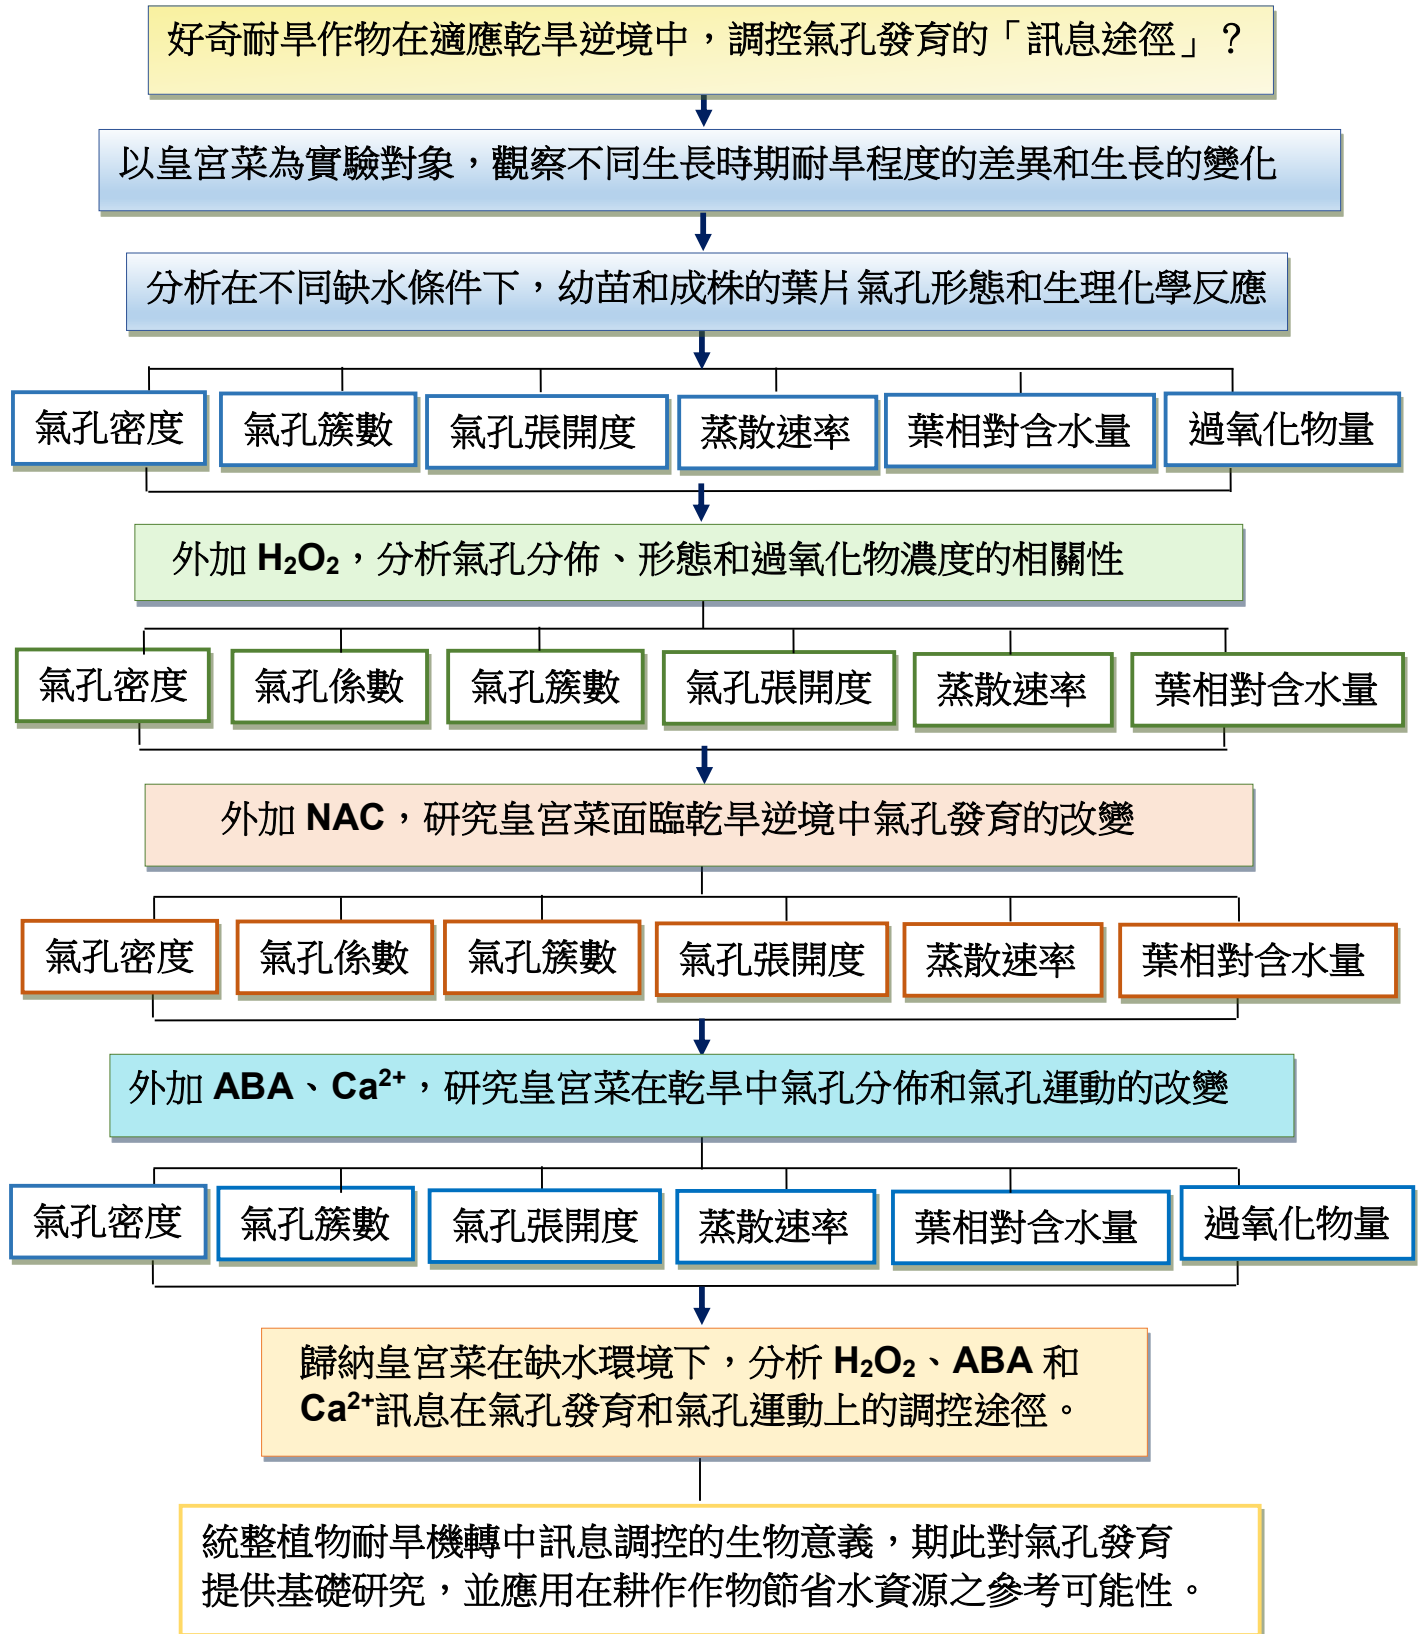 好奇耐旱作物在適應乾旱逆境中，調控氣孔發育的「訊息途徑」？
以皇宮菜為實驗對象，觀察不同生長時期耐旱程度的差異和生長的變化
分析在不同缺水條件下，幼苗和成株的葉片氣孔形態和生理化學反應
氣孔密度
氣孔簇數
氣孔張開度
蒸散速率
葉相對含水量
過氧化物量
外加 H₂O₂，分析氣孔分佈、形態和過氧化物濃度的相關性
氣孔密度
氣孔係數
氣孔簇數
氣孔張開度
蒸散速率
葉相對含水量
外加 NAC，研究皇宮菜面臨乾旱逆境中氣孔發育的改變
氣孔密度
氣孔係數
氣孔簇數
氣孔張開度
蒸散速率
葉相對含水量
外加 ABA、Ca²⁺，研究皇宮菜在乾旱中氣孔分佈和氣孔運動的改變
氣孔密度
氣孔簇數
氣孔張開度
蒸散速率
葉相對含水量
過氧化物量
歸納皇宮菜在缺水環境下，分析 H₂O₂、ABA 和
Ca²⁺訊息在氣孔發育和氣孔運動上的調控途徑。
統整植物耐旱機轉中訊息調控的生物意義，期此對氣孔發育
提供基礎研究，並應用在耕作作物節省水資源之參考可能性。